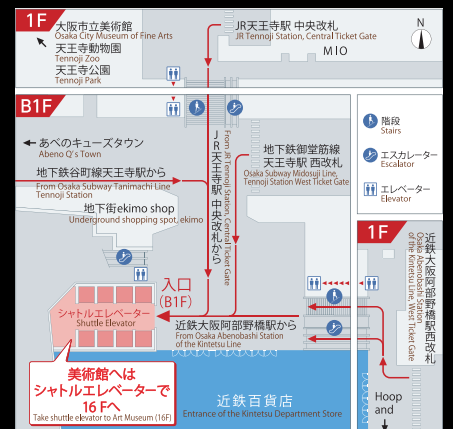 1F
大阪市立美術館
Osaka City Museum of Fine Arts
天王寺動物園
Tennoji Zoo
天王寺公園
Tennoji Park
JR天王寺駅 中央改札
JR Tennoji Station, Central Ticket Gate
MIO
N
B1F
あべのキューズタウン
Abeno Q's Town
地下鉄谷町線天王寺駅から
From Osaka Subway Tanimachi Line
Tennoji Station
地下街ekimo shop
Underground shopping spot, ekimo
JR天王寺駅 中央改札から
From JR Tennoji Station, Central Ticket Gate
地下鉄御堂筋線
天王寺駅 西改札
Osaka Subway Midosuji Line,
Tennoji Station West Ticket Gate
階段
Stairs
エスカレーター
Escalator
エレベーター
Elevator
1F
近鉄大阪阿部野橋駅西改札
Osaka Abenobashi Station
of the Kintetsu Line, West Ticket Gate
入口
(B1F)
シャトルエレベーター
Shuttle Elevator
近鉄大阪阿部野橋駅から
From Osaka Abenobashi Station
of the Kintetsu Line
美術館へは
シャトルエレベーターで
16 Fへ
Take shuttle elevator to Art Museum (16F)
近鉄百貨店
Entrance of the Kintetsu Department Store
Hoop
and